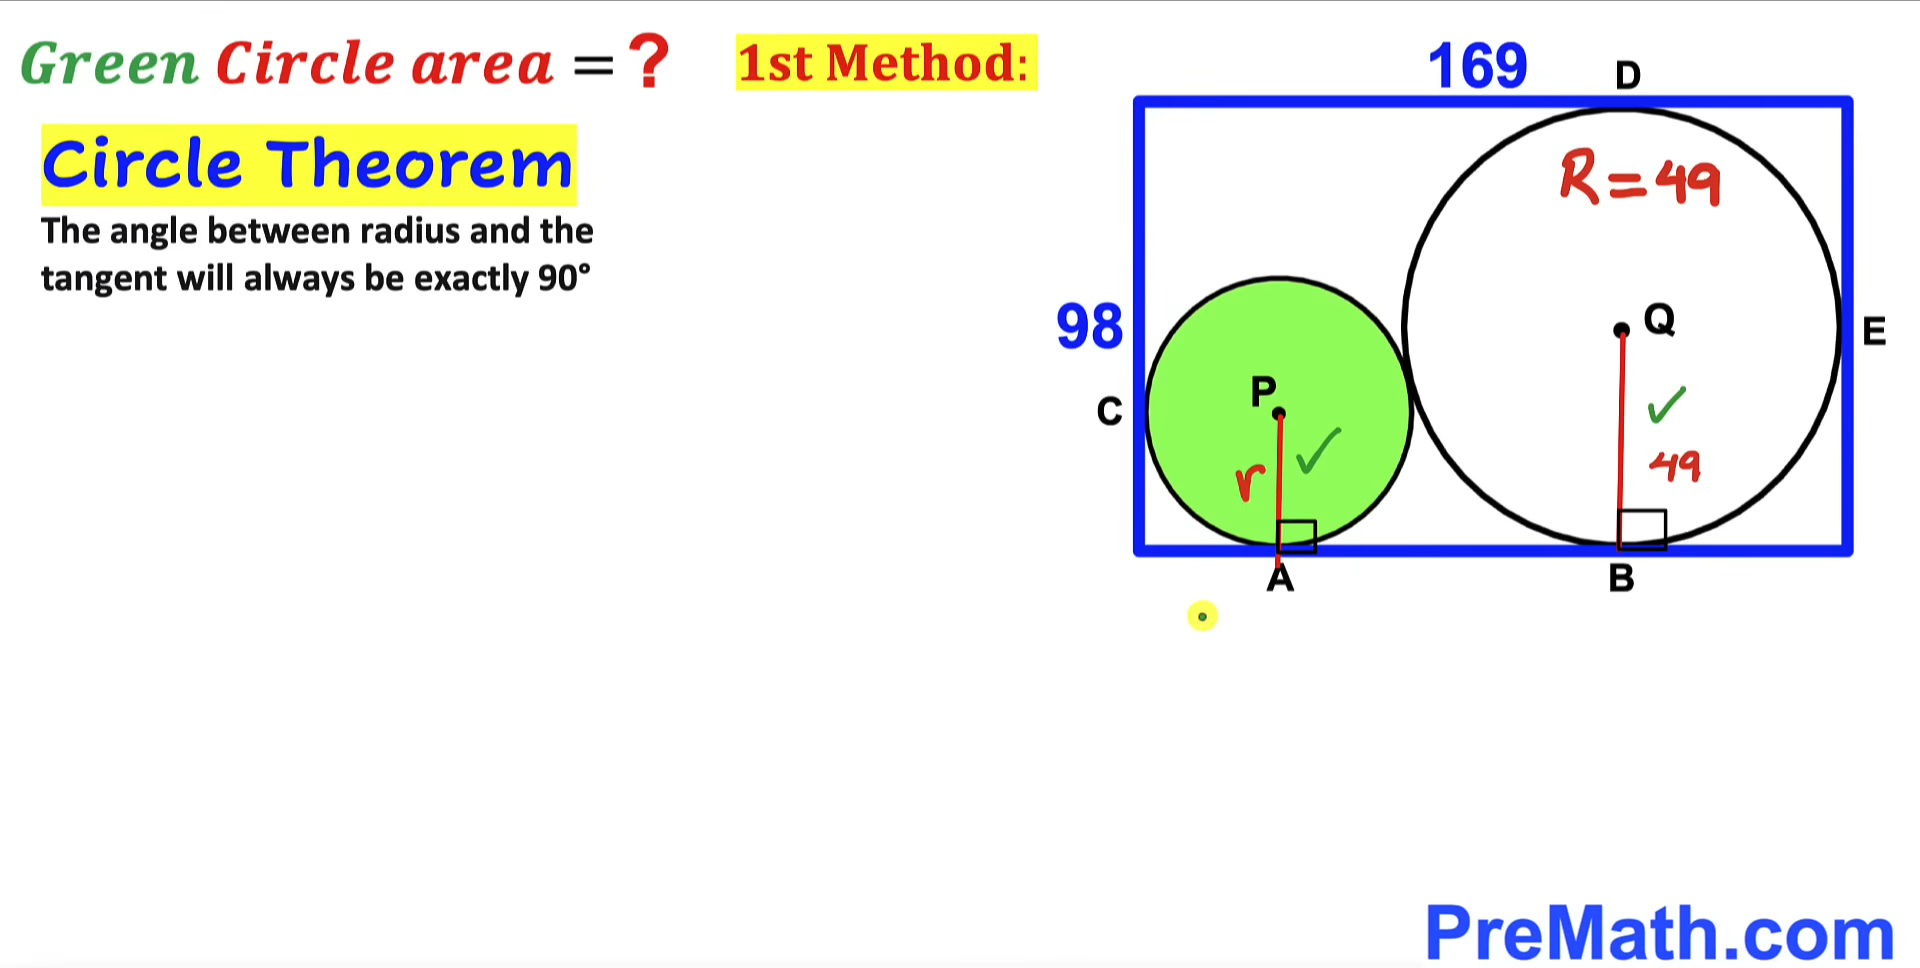 Green Circle area = ?
1st Method:
Circle Theorem
The angle between radius and the
tangent will always be exactly 90°
169
D
R = 49
98
Q
E
P
C
r
49
A
B
PreMath.com